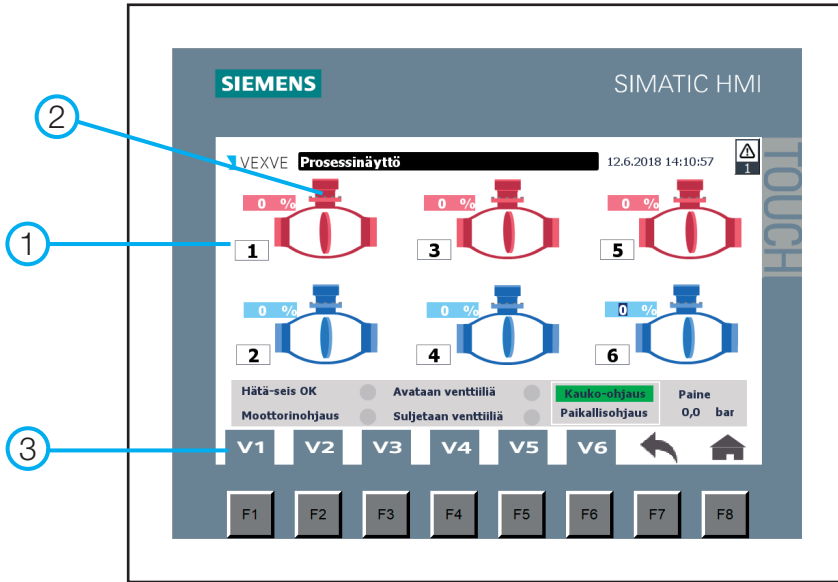 SIEMENS
SIMATIC HMI
TOUCH
2
VEXVE Prosessinäyttö 12.6.2018 14:10:57
1
0 % 0 % 0 %
1
1 3 5
0 % 0 % 0 %
2 4 6
Hätä-seis OK Avataan venttiiliä Kauko-ohjaus Paine
Moottorinohjaus Suljetaan venttiiliä Paikallisohjaus 0,0 bar
3
V1 V2 V3 V4 V5 V6
F1 F2 F3 F4 F5 F6 F7 F8